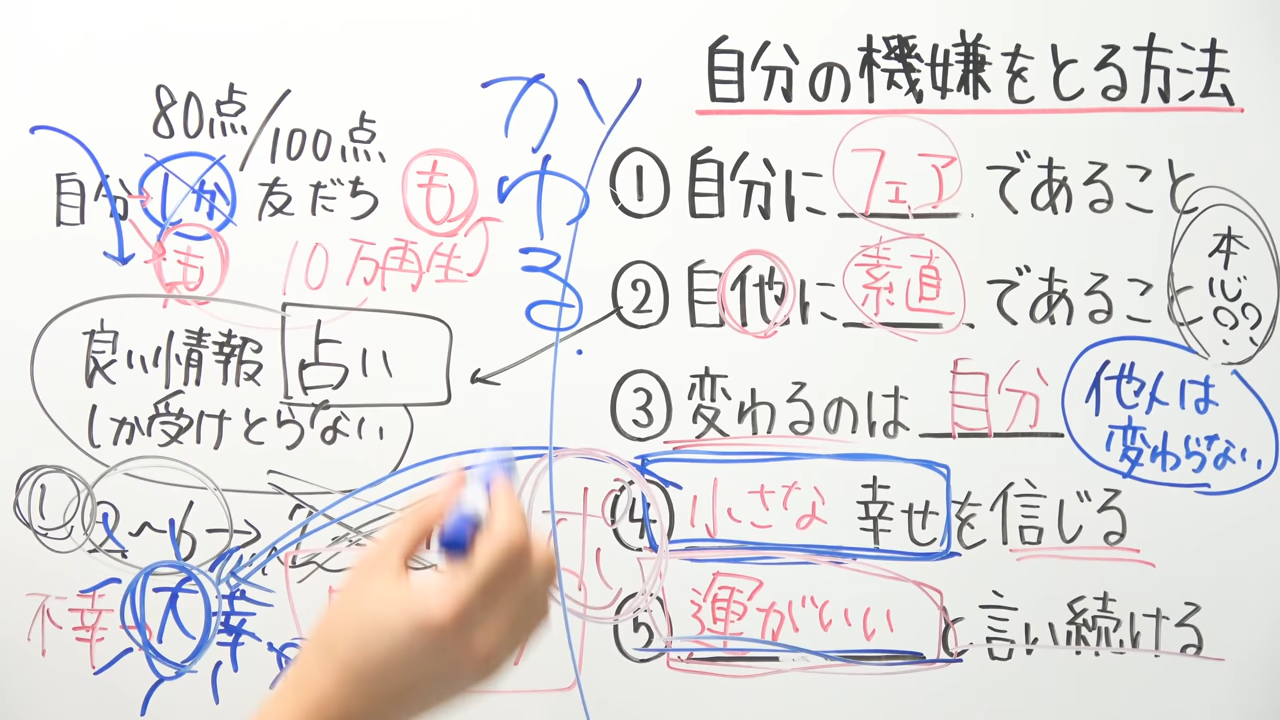 自分の機嫌をとる方法
① 自分に フェア であること
② 自他に 素直 であること
本心??
③ 変わるのは 自分
他人は
変わらない
④ 小さな 幸せを信じる
⑤ 運がいい と言い続ける
80点/100点
自分 しか 友だち も
も 10万再生
良い情報 占い
しか受けとらない
① 2~6→
不幸→大幸